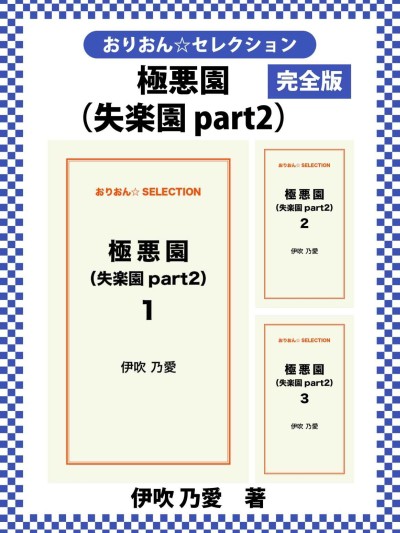 おりおん☆セレクション
極悪園
完全版
（失楽園 part2）
おりおん☆ SELECTION
極悪園
（失楽園 part2）
1
伊吹 乃愛
おりおん☆ SELECTION
極悪園
（失楽園 part2）
2
伊吹 乃愛
おりおん☆ SELECTION
極悪園
（失楽園 part2）
3
伊吹 乃愛
伊吹 乃愛　著